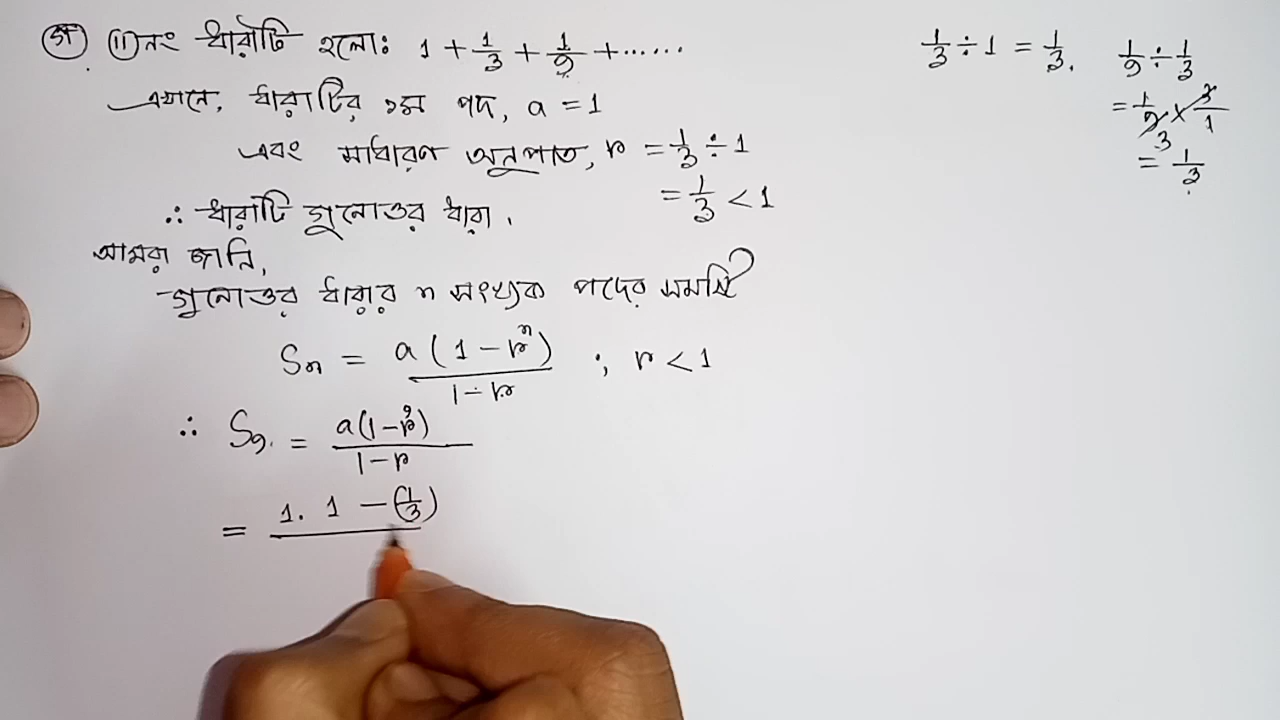 গ (ii) নং ধারাটি হলোঃ 1 + 1/3 + 1/9 + ......
এখানে, ধারাটির ১ম পদ, a = 1
এবং সাধারণ অনুপাত, r = 1/3 ÷ 1
= 1/3 < 1
∴ ধারাটি গুনোত্তর ধারা।
আমরা জানি,
গুনোত্তর ধারার n সংখ্যক পদের সমষ্টি
Sn = a(1 - r^n) / 1 - r ; r < 1
∴ S9 = a(1 - r^9) / 1 - r
= 1. 1 - (1/3)
1/3 ÷ 1 = 1/3,
1/9 ÷ 1/3
= 1/9 × 3/1
3
= 1/3